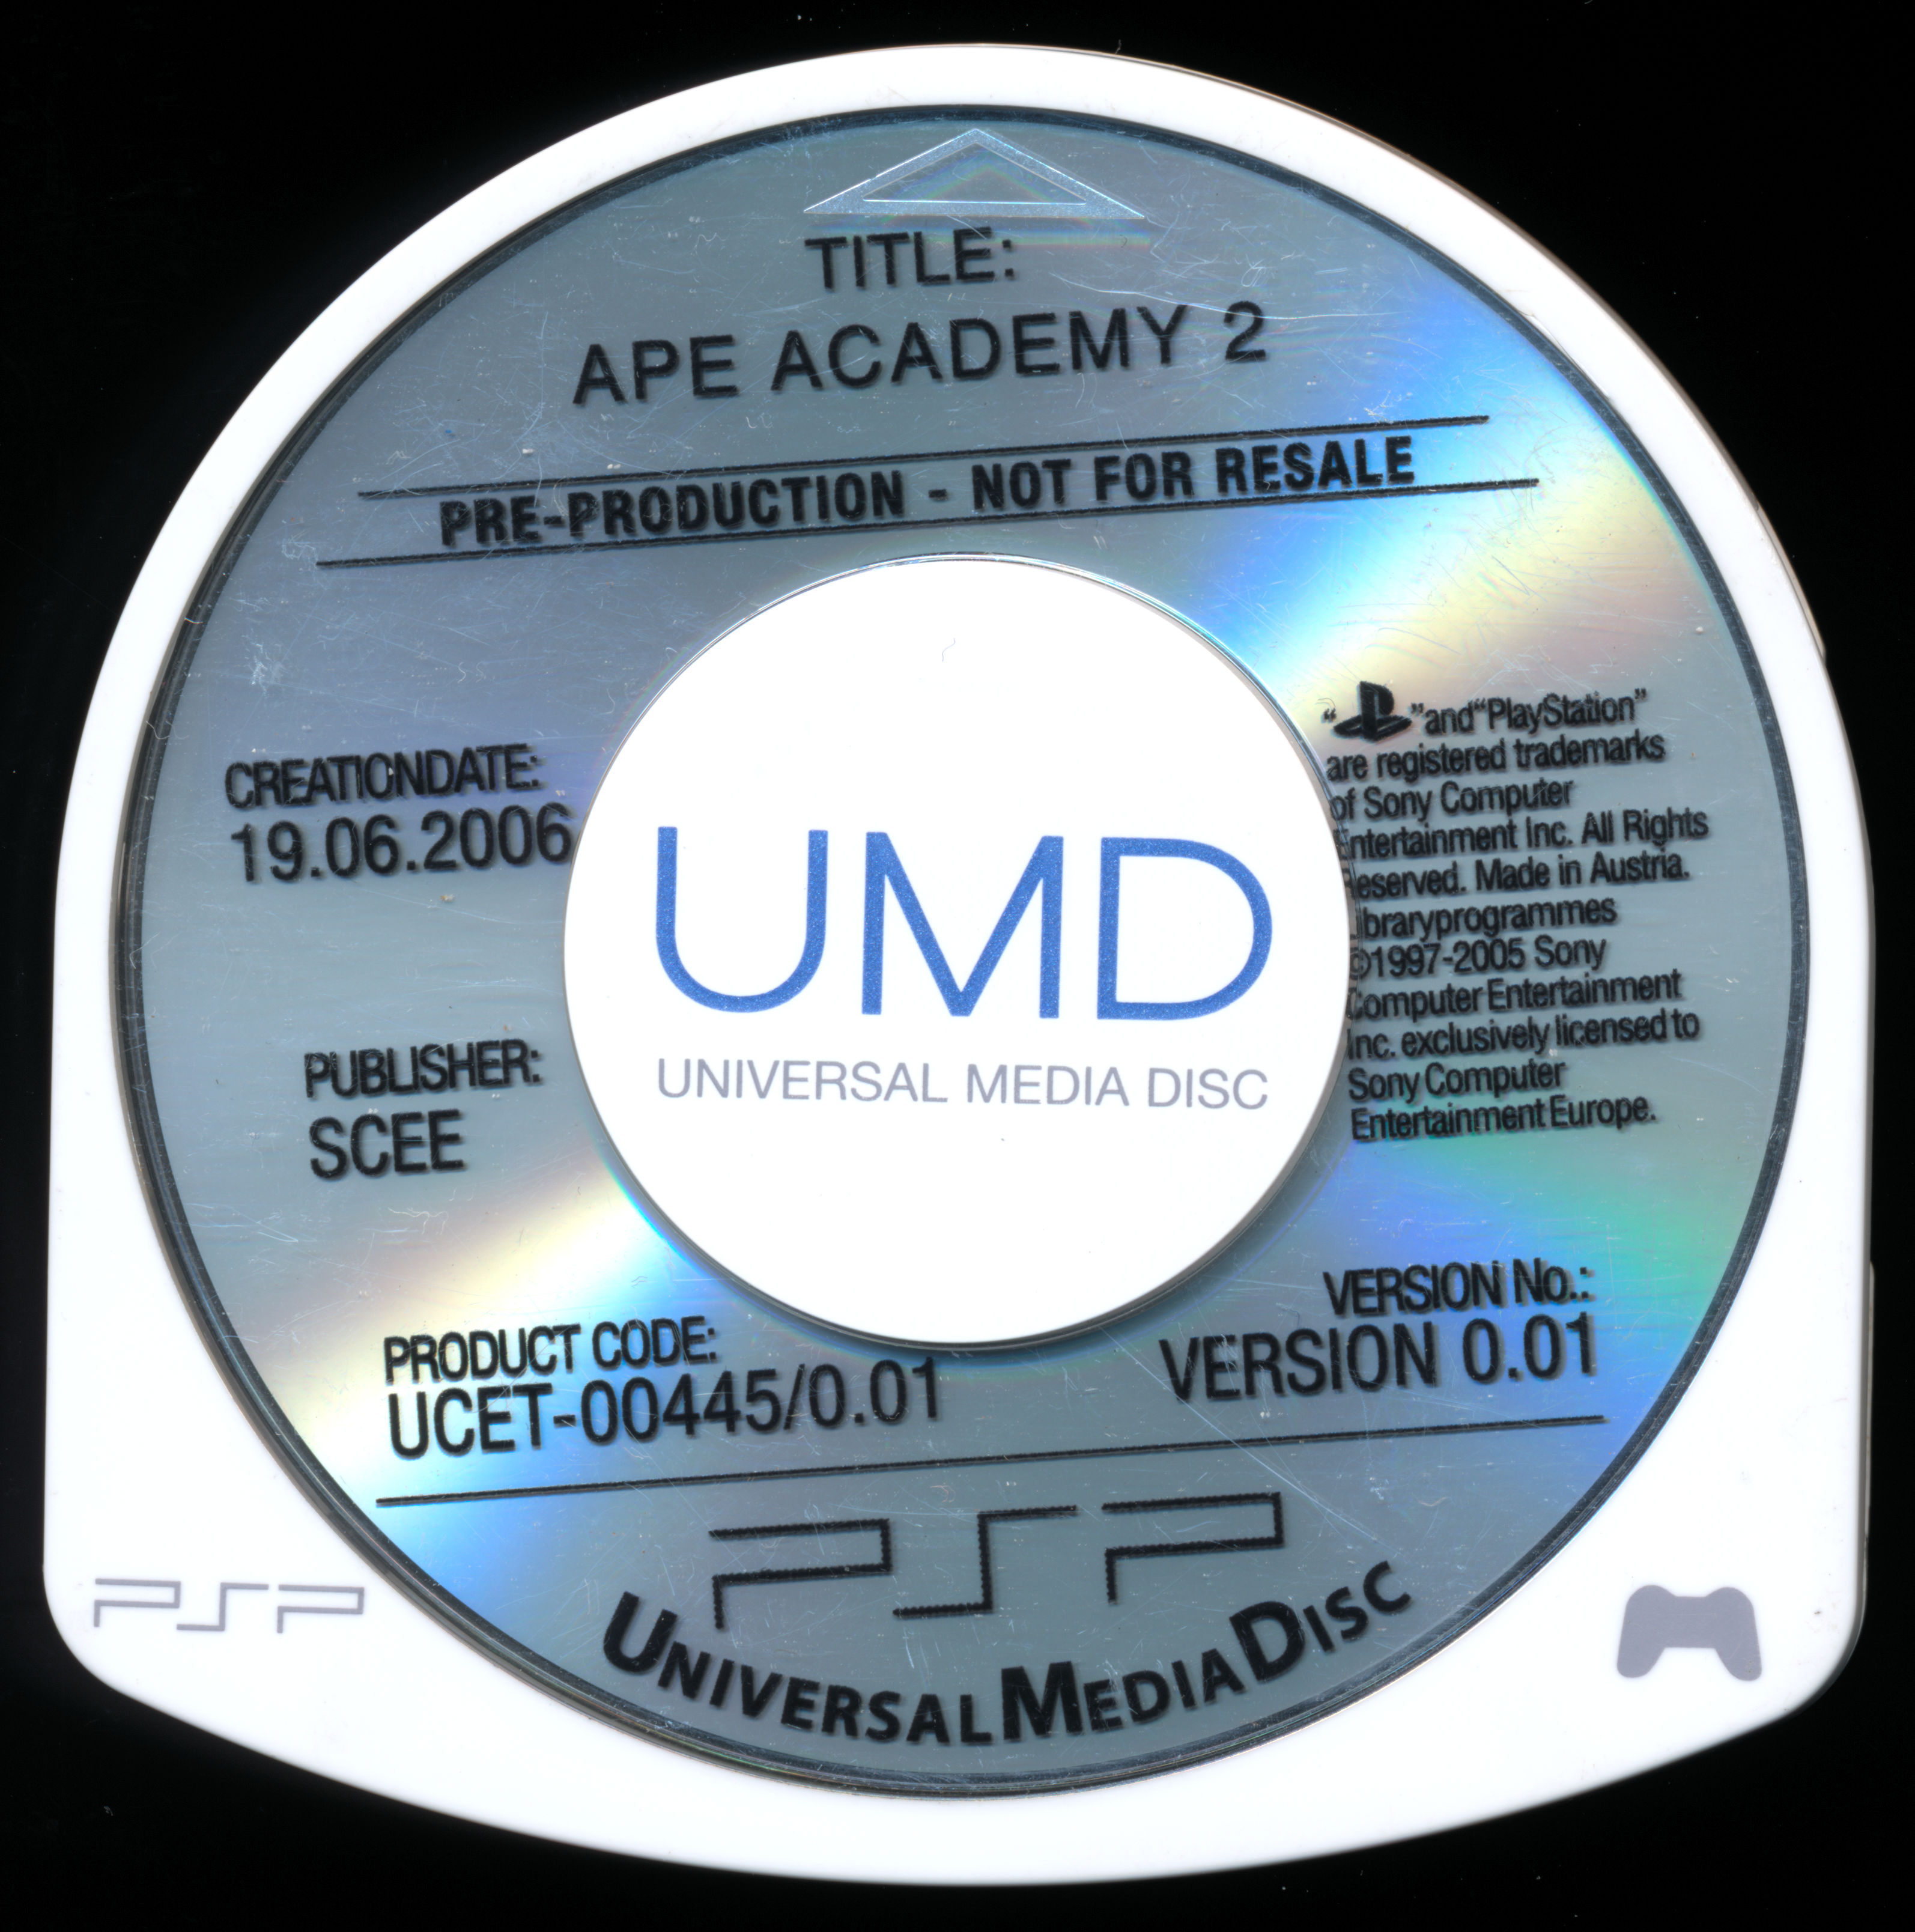 TITLE:
APE ACADEMY 2
PRE-PRODUCTION - NOT FOR RESALE
CREATIONDATE:
19.06.2006
PUBLISHER:
SCEE
UMD
UNIVERSAL MEDIA DISC
“ ”and“PlayStation”
are registered trademarks
of Sony Computer
Entertainment Inc. All Rights
Reserved. Made in Austria.
Libraryprogrammes
©1997-2005 Sony
Computer Entertainment
Inc. exclusively licensed to
Sony Computer
Entertainment Europe.
PRODUCT CODE:
UCET-00445/0.01
VERSION No.:
VERSION 0.01
PSP
UNIVERSAL MEDIA DISC
PSP